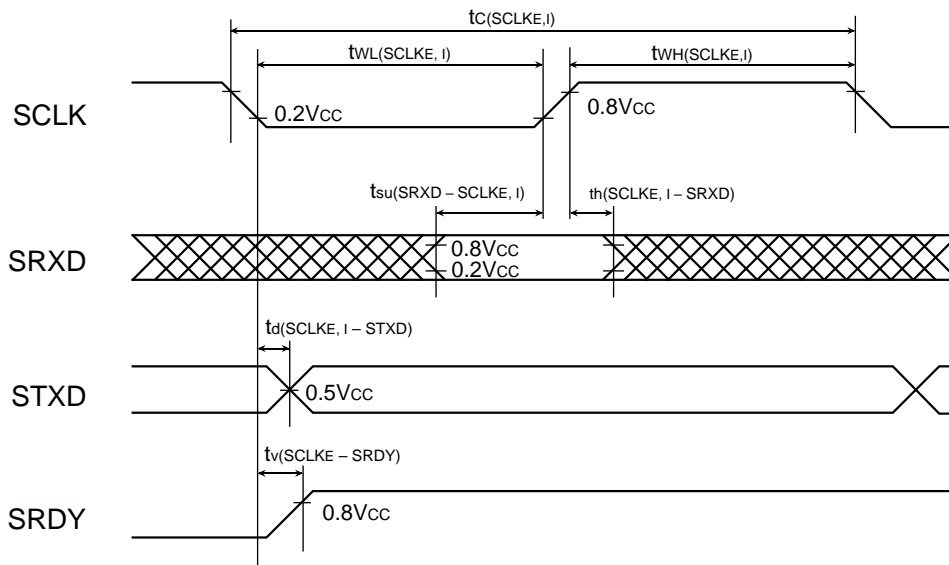 tC(SCLKE,I)
tWL(SCLKE, I) tWH(SCLKE,I)
SCLK 0.2VCC 0.8VCC
tsu(SRXD – SCLKE, I) th(SCLKE, I – SRXD)
SRXD 0.8VCC
0.2VCC
td(SCLKE, I – STXD)
STXD 0.5VCC
tv(SCLKE – SRDY)
SRDY 0.8VCC